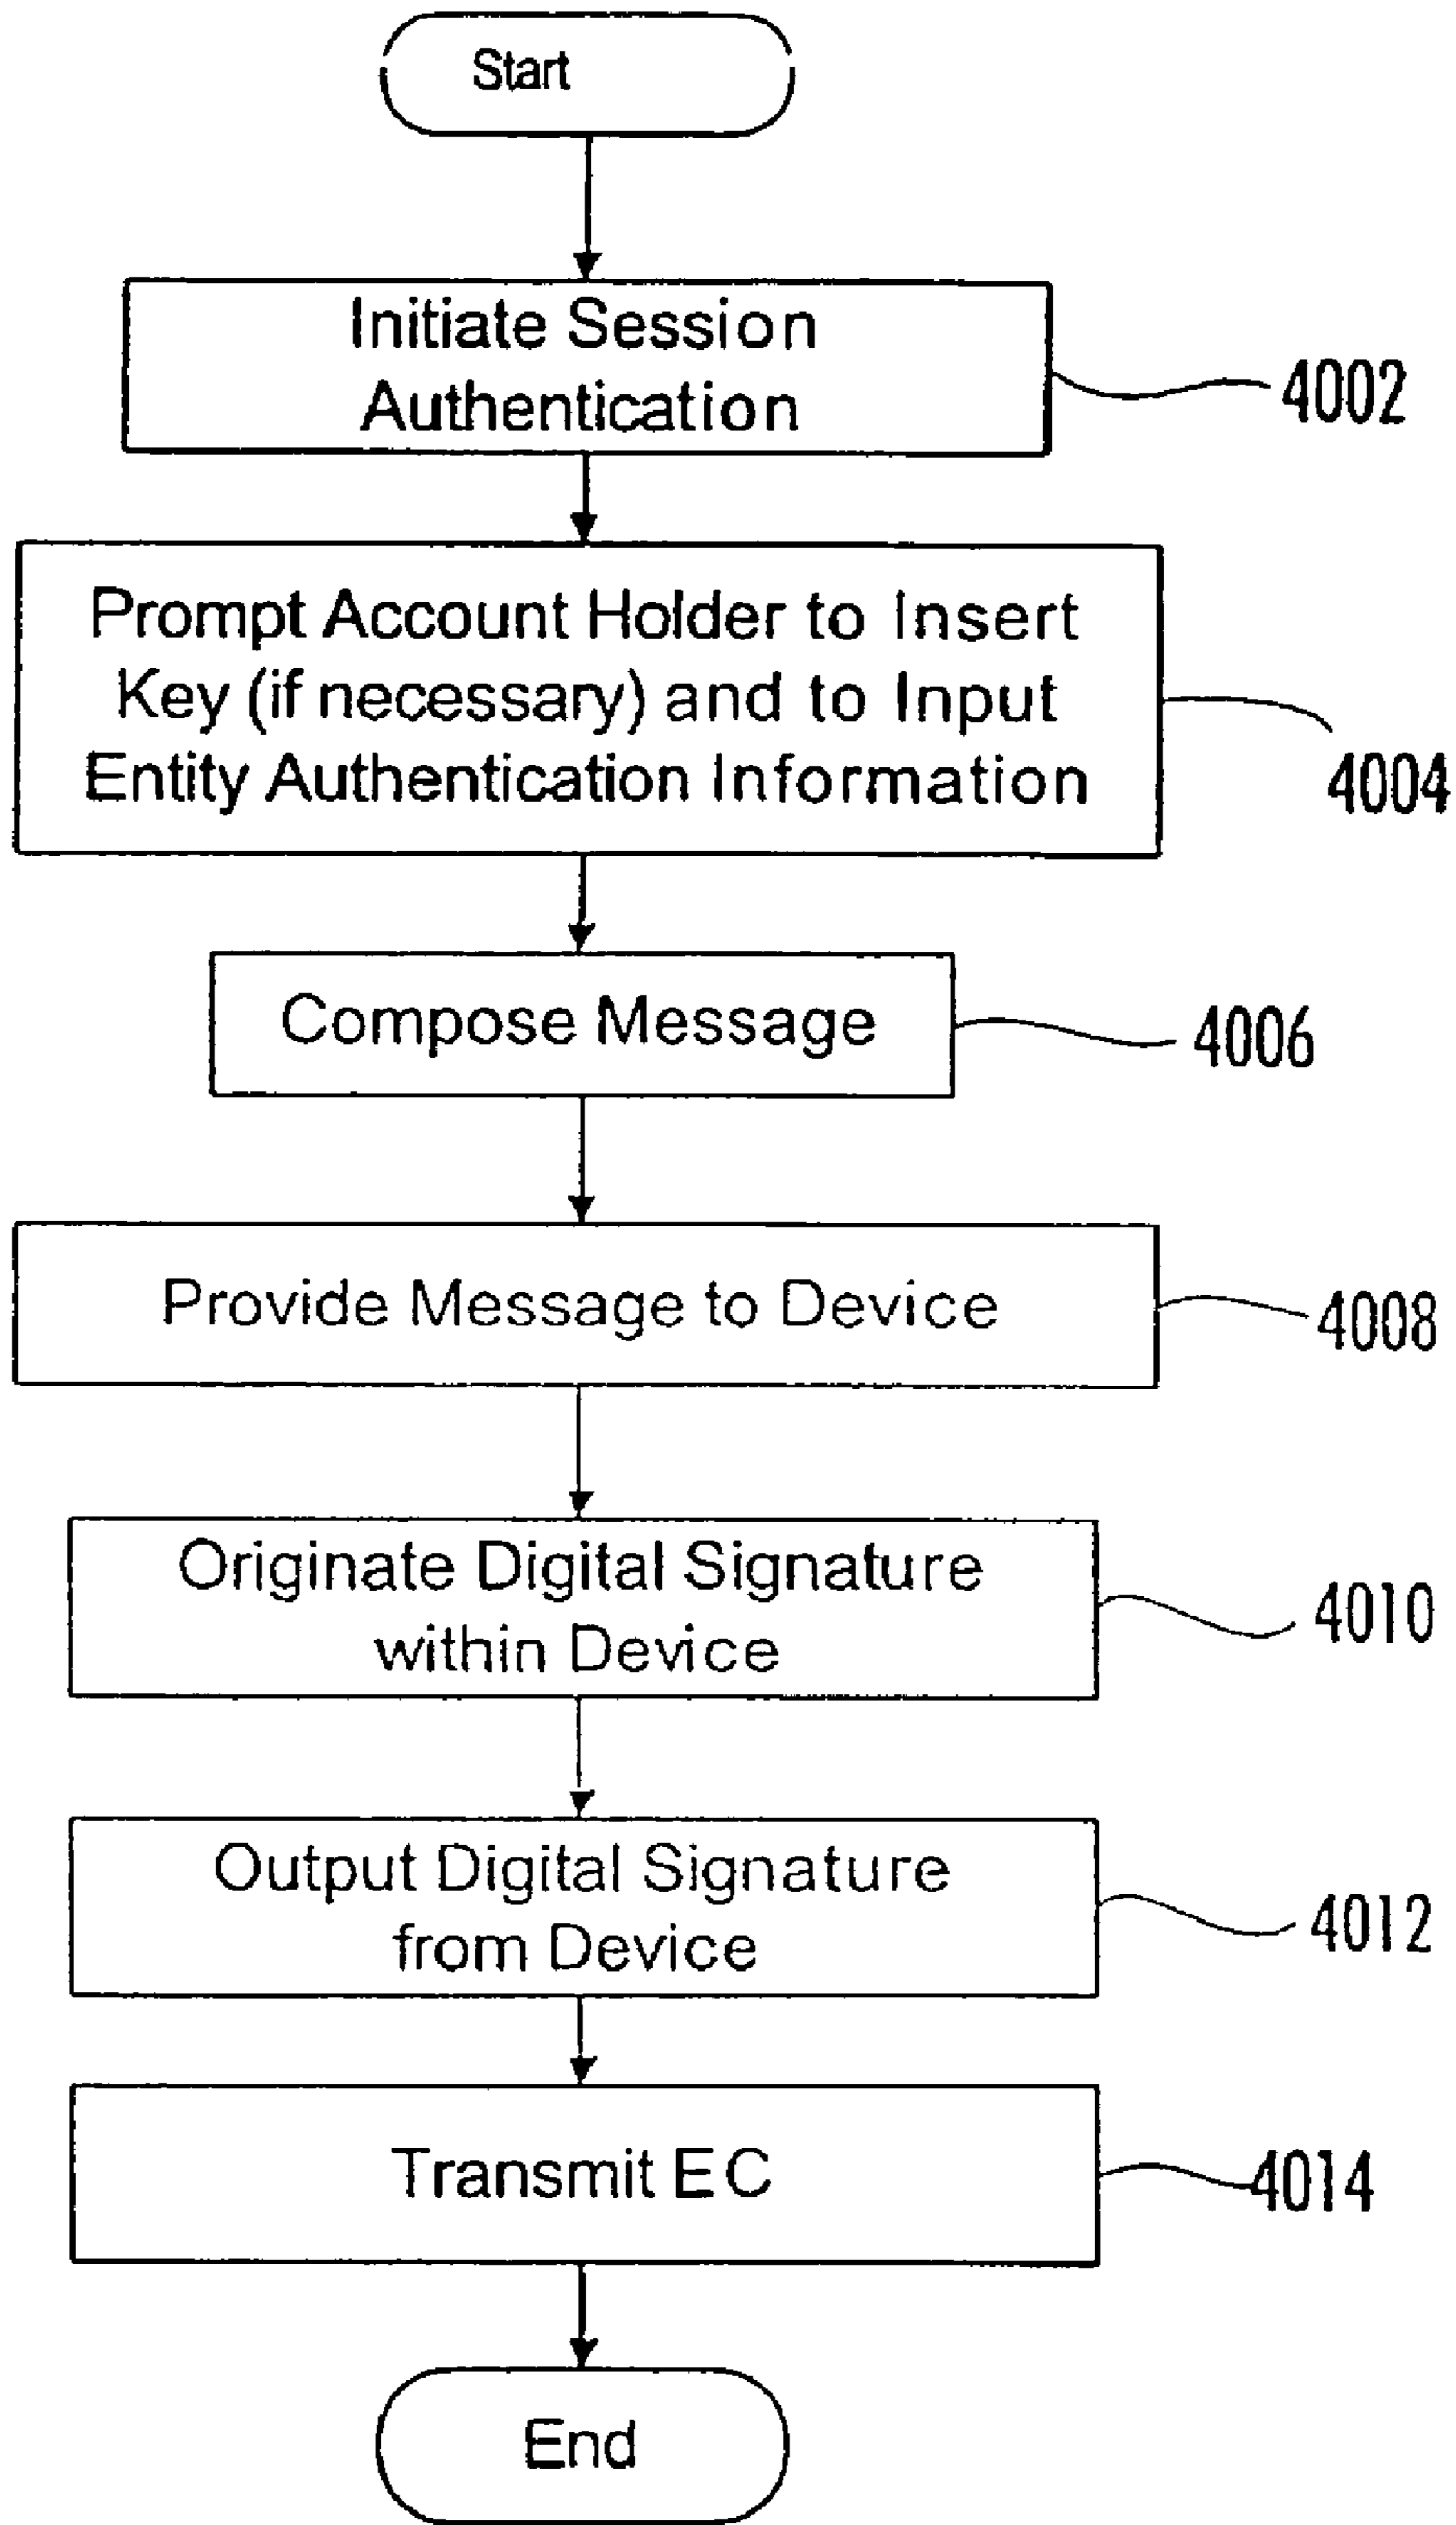 Start
Initiate Session
Authentication
4002
Prompt Account Holder to Insert
Key (if necessary) and to Input
Entity Authentication Information
4004
Compose Message
4006
Provide Message to Device
4008
Originate Digital Signature
within Device
4010
Output Digital Signature
from Device
4012
Transmit EC
4014
End